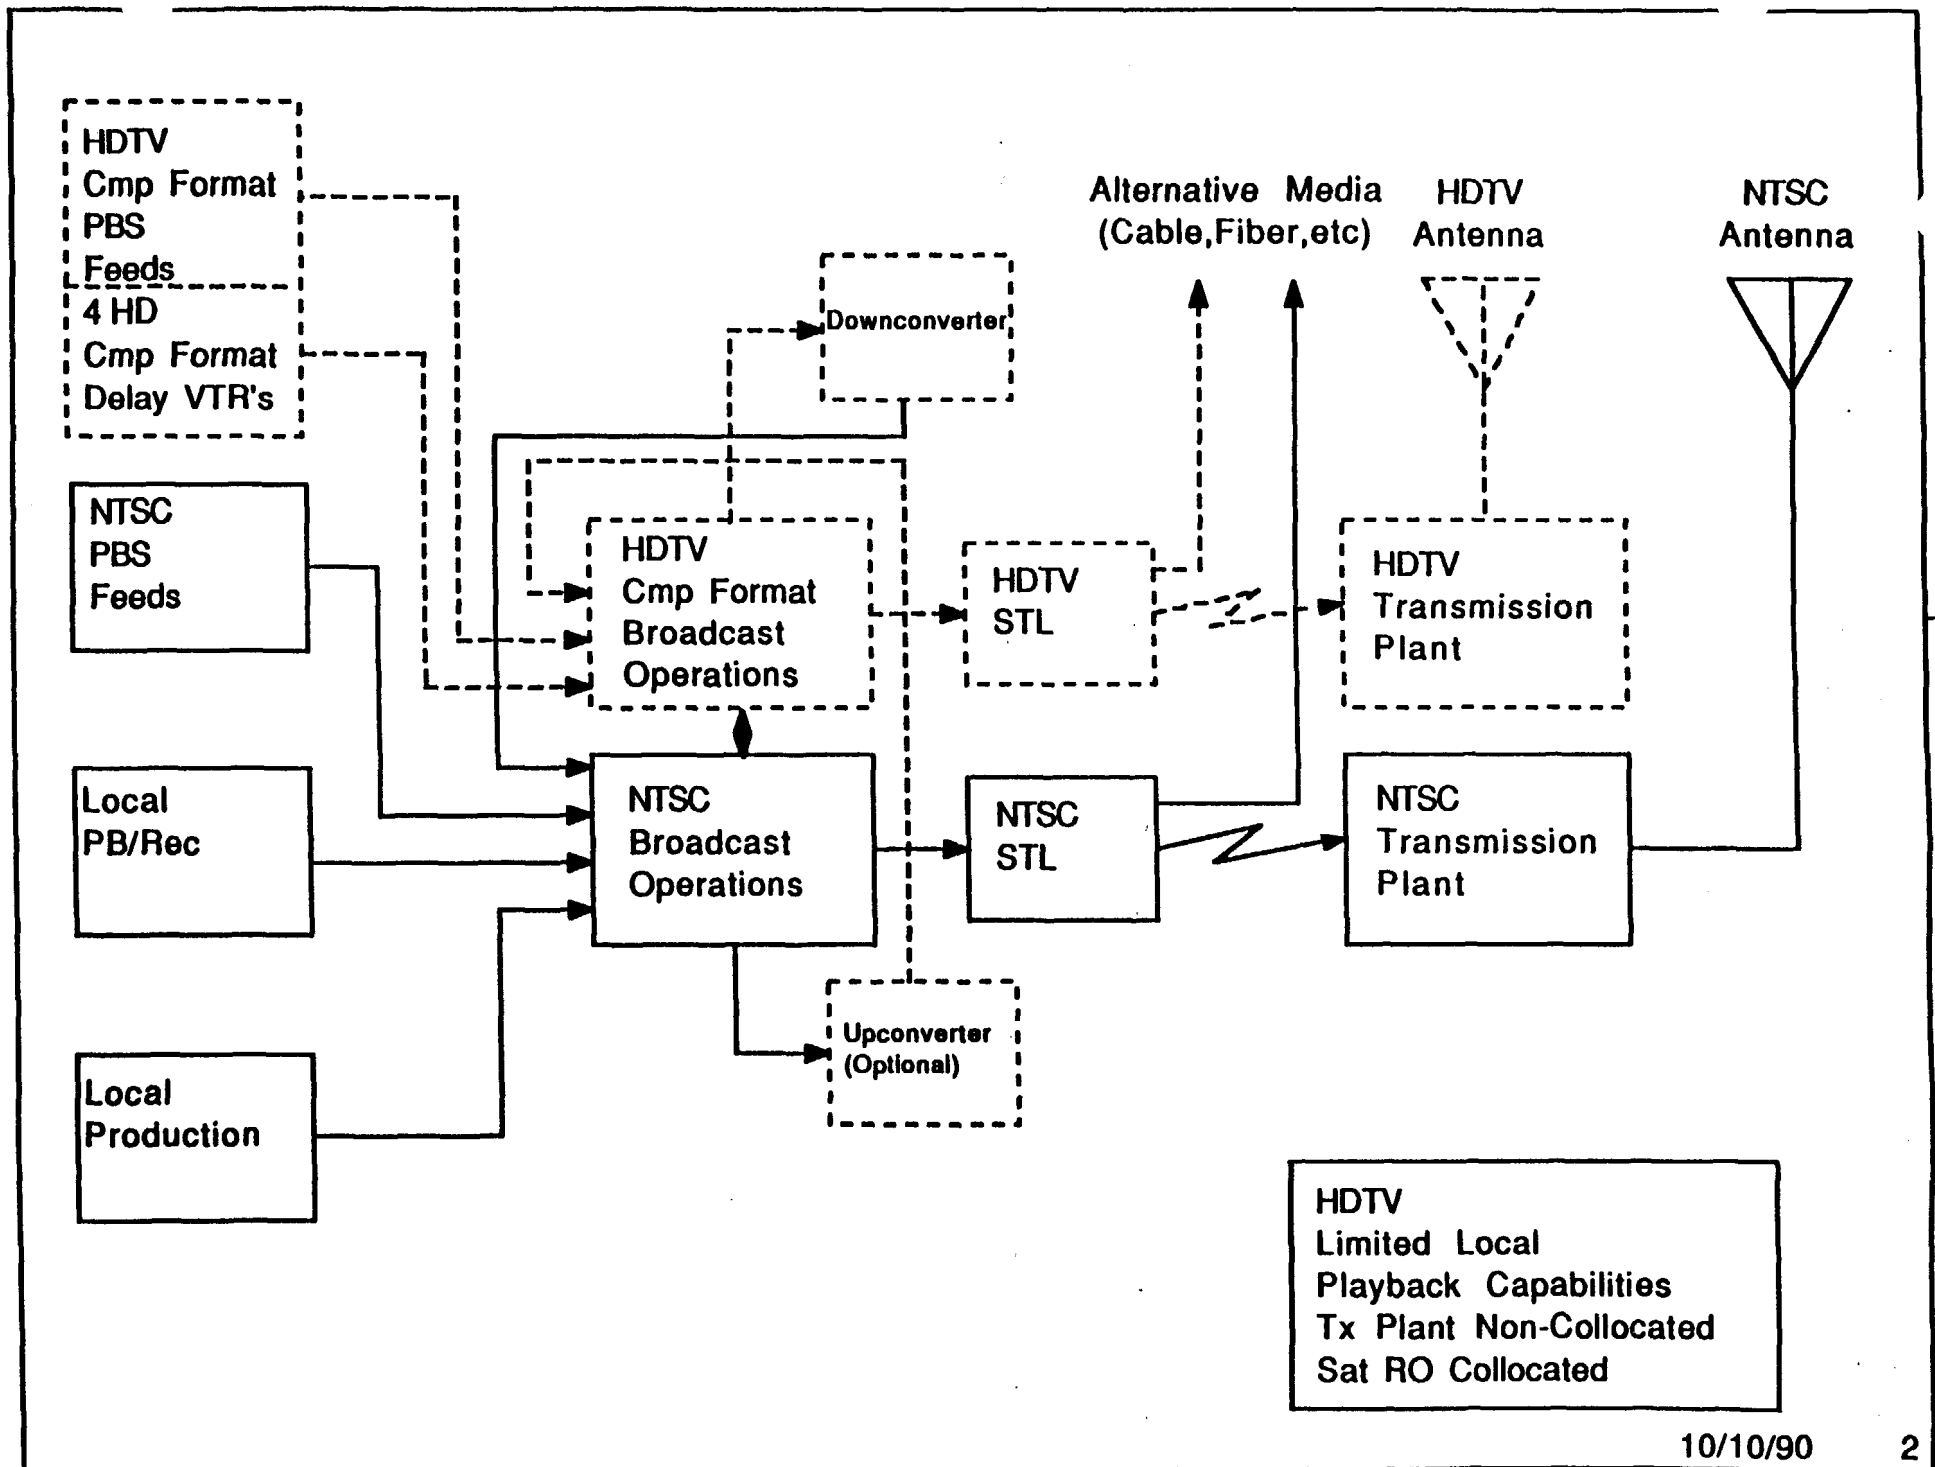 HDTV
Cmp Format
PBS
Feeds
4 HD
Cmp Format
Delay VTR's
NTSC
PBS
Feeds
Local
PB/Rec
Local
Production
Downconverter
HDTV
Cmp Format
Broadcast
Operations
NTSC
Broadcast
Operations
Upconverter
(Optional)
HDTV
STL
NTSC
STL
Alternative Media
(Cable,Fiber,etc)
HDTV
Antenna
NTSC
Antenna
HDTV
Transmission
Plant
NTSC
Transmission
Plant
HDTV
Limited Local
Playback Capabilities
Tx Plant Non-Collocated
Sat RO Collocated
10/10/90 2